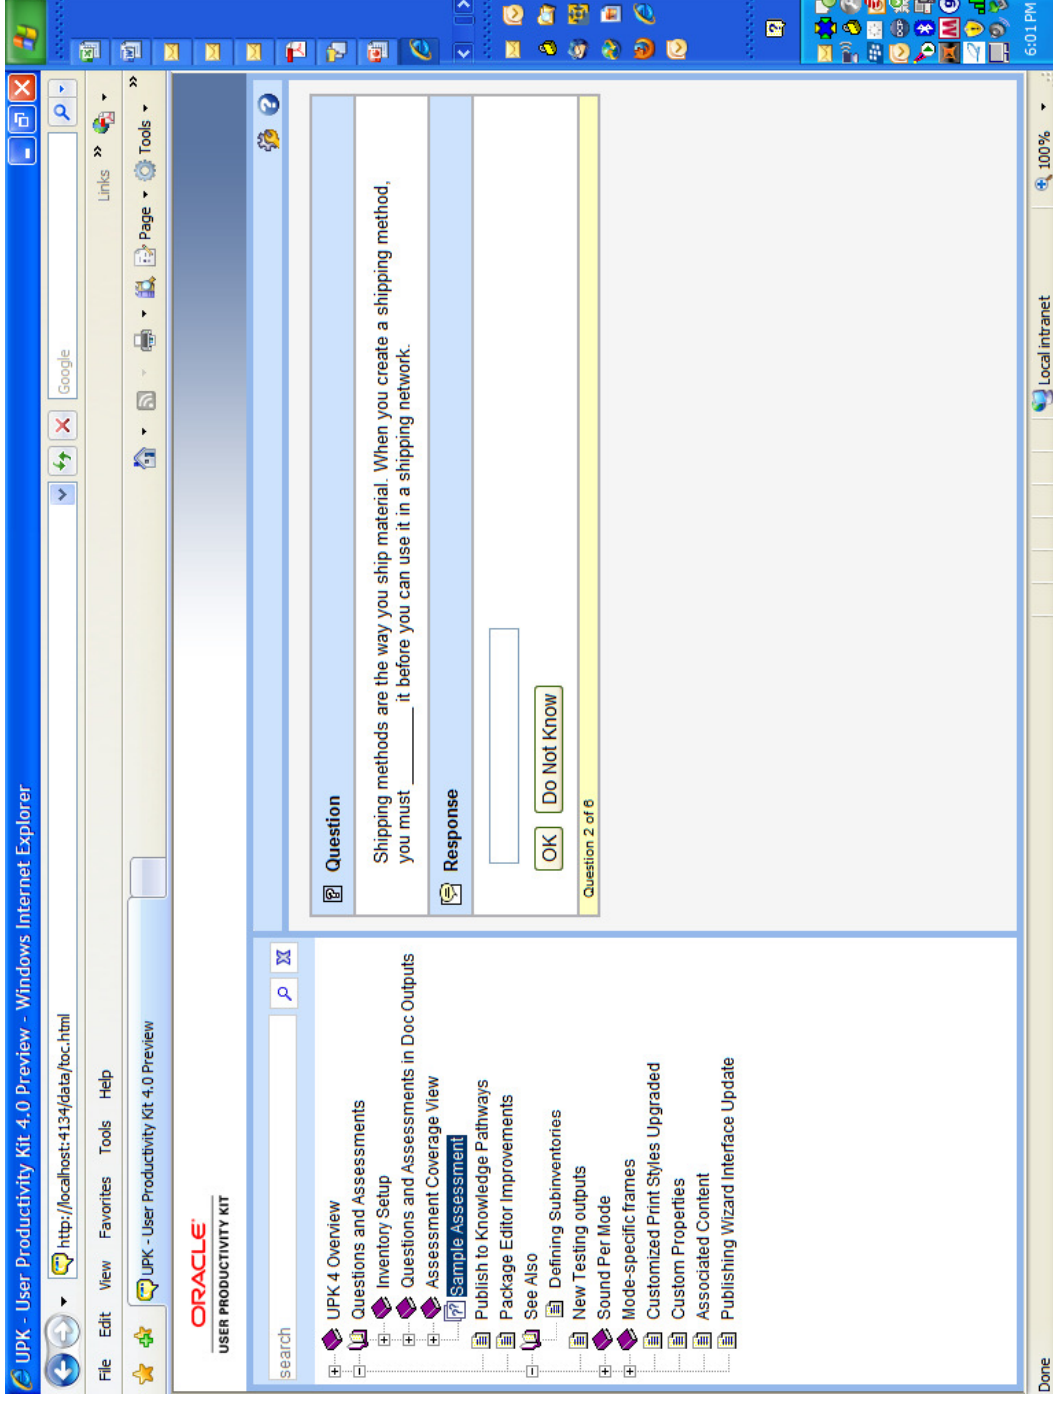 UPK - User Productivity Kit 4.0 Preview - Windows Internet Explorer
http://localhost:4134/data/toc.html
Google
File Edit View Favorites Tools Help
Links »
UPK - User Productivity Kit 4.0 Preview
Page
Tools
»
ORACLE
USER PRODUCTIVITY KIT
search
UPK 4 Overview
Questions and Assessments
Inventory Setup
Questions and Assessments in Doc Outputs
Assessment Coverage View
Sample Assessment
Publish to Knowledge Pathways
Package Editor Improvements
See Also
Defining Subinventories
New Testing outputs
Sound Per Mode
Mode-specific frames
Customized Print Styles Upgraded
Custom Properties
Associated Content
Publishing Wizard Interface Update
Question
Shipping methods are the way you ship material. When you create a shipping method,
you must ________ it before you can use it in a shipping network.
Response
OK
Do Not Know
Question 2 of 6
Done
Local intranet
100%
6:01 PM